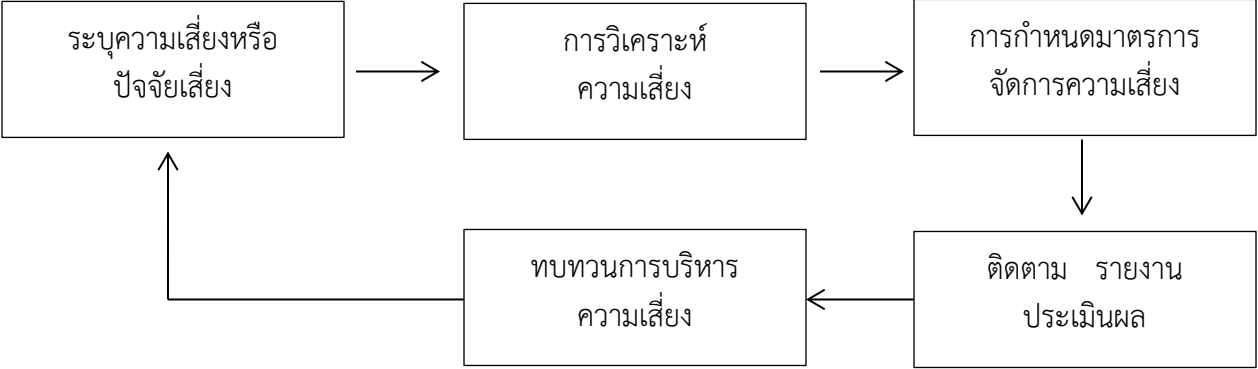 ระบุความเสี่ยงหรือ
ปัจจัยเสี่ยง
การวิเคราะห์
ความเสี่ยง
การกำหนดมาตรการ
จัดการความเสี่ยง
ทบทวนการบริหาร
ความเสี่ยง
ติดตาม รายงาน
ประเมินผล